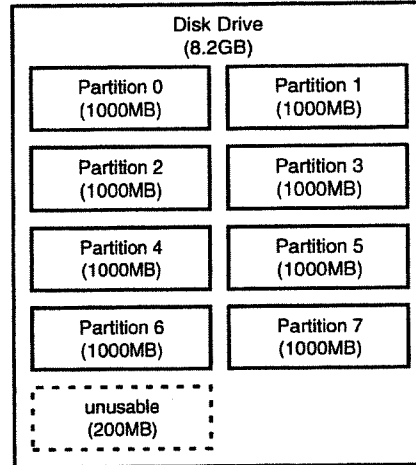 Disk Drive
(8.2GB)
Partition 0
(1000MB)
Partition 1
(1000MB)
Partition 2
(1000MB)
Partition 3
(1000MB)
Partition 4
(1000MB)
Partition 5
(1000MB)
Partition 6
(1000MB)
Partition 7
(1000MB)
unusable
(200MB)